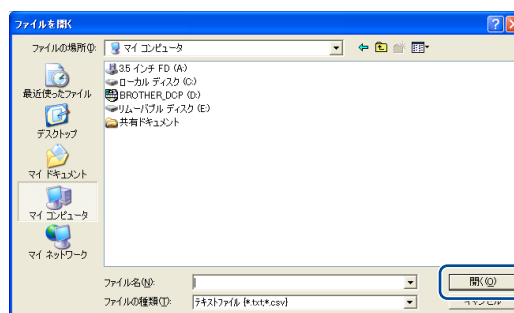 ファイルを開く
ファイルの場所(I):
マイ コンピュータ
最近使ったファイル
デスクトップ
マイ ドキュメント
マイ コンピュータ
マイ ネットワーク
3.5 インチ FD (A:)
ローカル ディスク (C:)
BROTHER_DCP (D:)
リムーバブル ディスク (E:)
共有ドキュメント
ファイル名(N):
開く(O)
ファイルの種類(T):
テキストファイル {*.txt;*.csv}
キャンセル